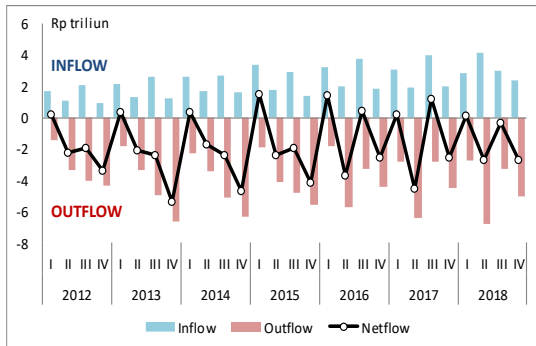 Rp triliun
6
4
2
0
-2
-4
-6
-8
INFLOW
OUTFLOW
I II III IV I II III IV I II III IV I II III IV I II III IV I II III IV I II III IV
2012 2013 2014 2015 2016 2017 2018
Inflow Outflow Netflow